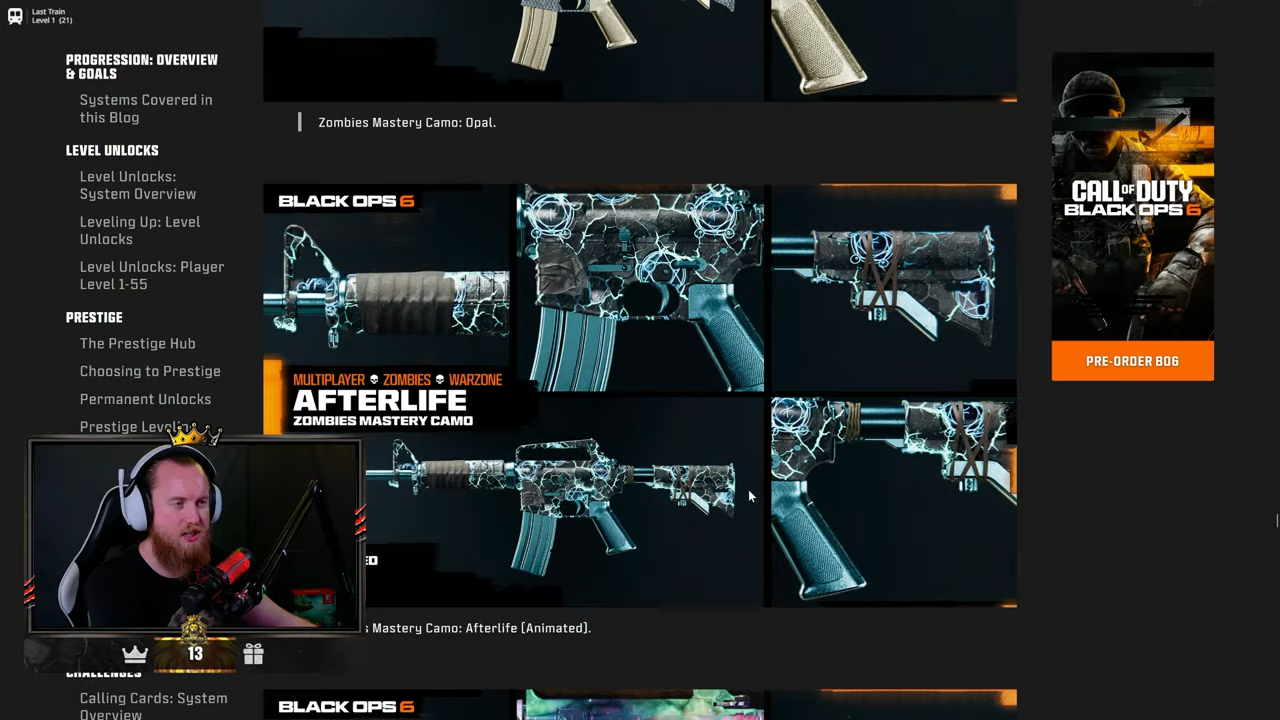 Last Train
Level 1 (21)
PROGRESSION: OVERVIEW
& GOALS
Systems Covered in
this Blog
LEVEL UNLOCKS
Level Unlocks:
System Overview
Leveling Up: Level
Unlocks
Level Unlocks: Player
Level 1-55
PRESTIGE
The Prestige Hub
Choosing to Prestige
Permanent Unlocks
Prestige
13
CHALLENGES
Calling Cards: System
Overview
Zombies Mastery Camo: Opal.
BLACK OPS 6
MULTIPLAYER ZOMBIES WARZONE
AFTERLIFE
ZOMBIES MASTERY CAMO
Mastery Camo: Afterlife [Animated].
BLACK OPS 6
CALL OF DUTY
BLACK OPS 6
PRE-ORDER BO6